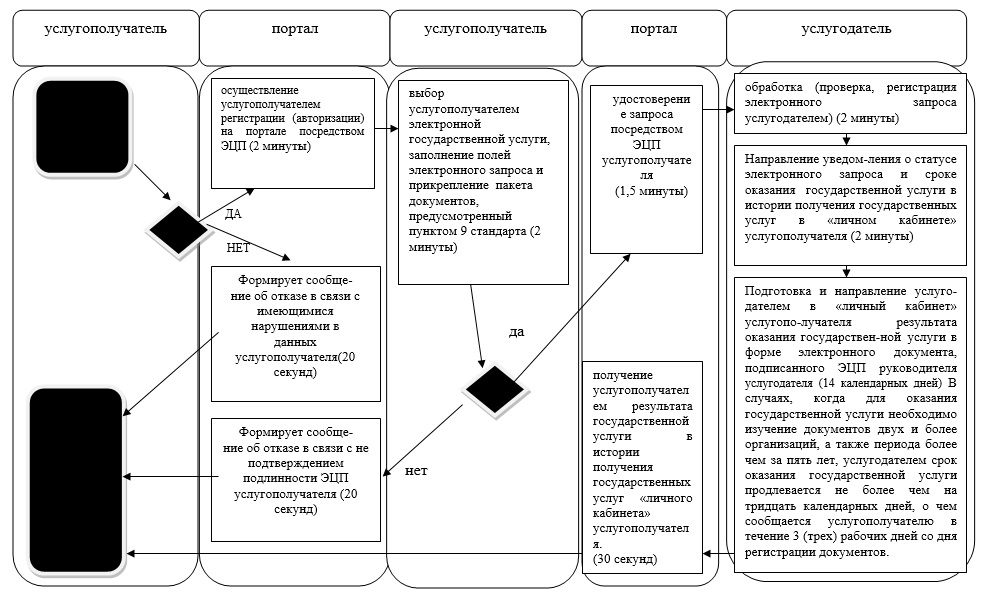 услугополучатель
портал
услугополучатель
портал
услугодатель
осуществление
услугополучателем
регистрации (авторизации)
на портале посредством
ЭЦП (2 минуты)
ДА
НЕТ
Формирует сообще-
ние об отказе в связи с
имеющимися
нарушениями в
данных
услугополучателя(20
секунд)
Формирует сообще-
ние об отказе в связи с не
подтверждением
подлинности ЭЦП
услугополучателя (20
секунд)
выбор
услугополучателем
электронной
государственной услуги,
заполнение полей
электронного запроса и
прикрепление пакета
документов,
предусмотренный
пунктом 9 стандарта (2
минуты)
да
нет
удостоверени
е запроса
посредством
ЭЦП
услугополучате
ля
(1,5 минуты)
получение
услугополучател
ем результата
государственной
услуги в
истории
получения
государственных
услуг «личного
кабинета»
услугополучател
я.
(30 секунд)
обработка (проверка, регистрация
электронного запроса
услугодателем) (2 минуты)
Направление уведом-ления о статусе
электронного запроса и сроке
оказания государственной услуги в
истории получения государственных
услуг в «личном кабинете»
услугополучателя (2 минуты)
Подготовка и направление услуго-
дателем в «личный кабинет»
услугопо-лучателя результата
оказания государствен-ной услуги в
форме электронного документа,
подписанного ЭЦП руководителя
услугодателя (14 календарных дней) В
случаях, когда для оказания
государственной услуги необходимо
изучение документов двух и более
организаций, а также периода более
чем за пять лет, услугодателем срок
оказания государственной услуги
продлевается не более чем на
тридцать календарных дней, о чем
сообщается услугополучателю в
течение 3 (трех) рабочих дней со дня
регистрации документов.